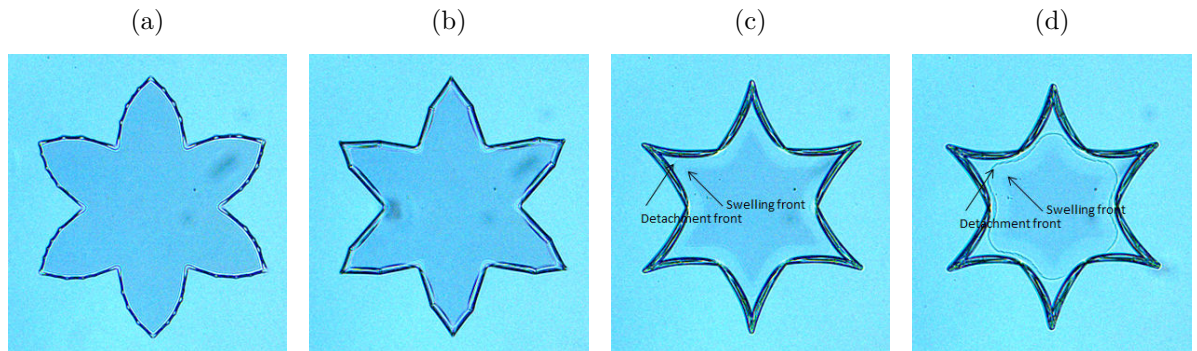 (a)
(b)
(c)
(d)
Swelling front
Detachment front
Swelling front
Detachment front